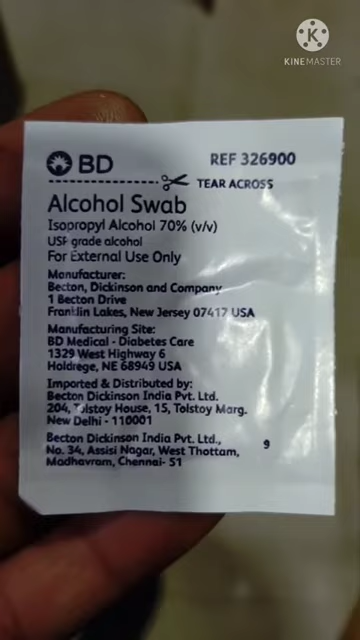 K
KINEMASTER
BD
REF 326900
TEAR ACROSS
Alcohol Swab
Isopropyl Alcohol 70% (v/v)
USP grade alcohol
For External Use Only
Manufacturer:
Becton, Dickinson and Company
1 Becton Drive
Franklin Lakes, New Jersey 07417 USA
Manufacturing Site:
BD Medical - Diabetes Care
1329 West Highway 6
Holdrege, NE 68949 USA
Imported & Distributed by:
Becton Dickinson India Pvt. Ltd.
204, Tolstoy House, 15, Tolstoy Marg.
New Delhi - 110001
Becton Dickinson India Pvt. Ltd.,
No. 34, Assisi Nagar, West Thottam,
Madhavram, Chennai- 51
9